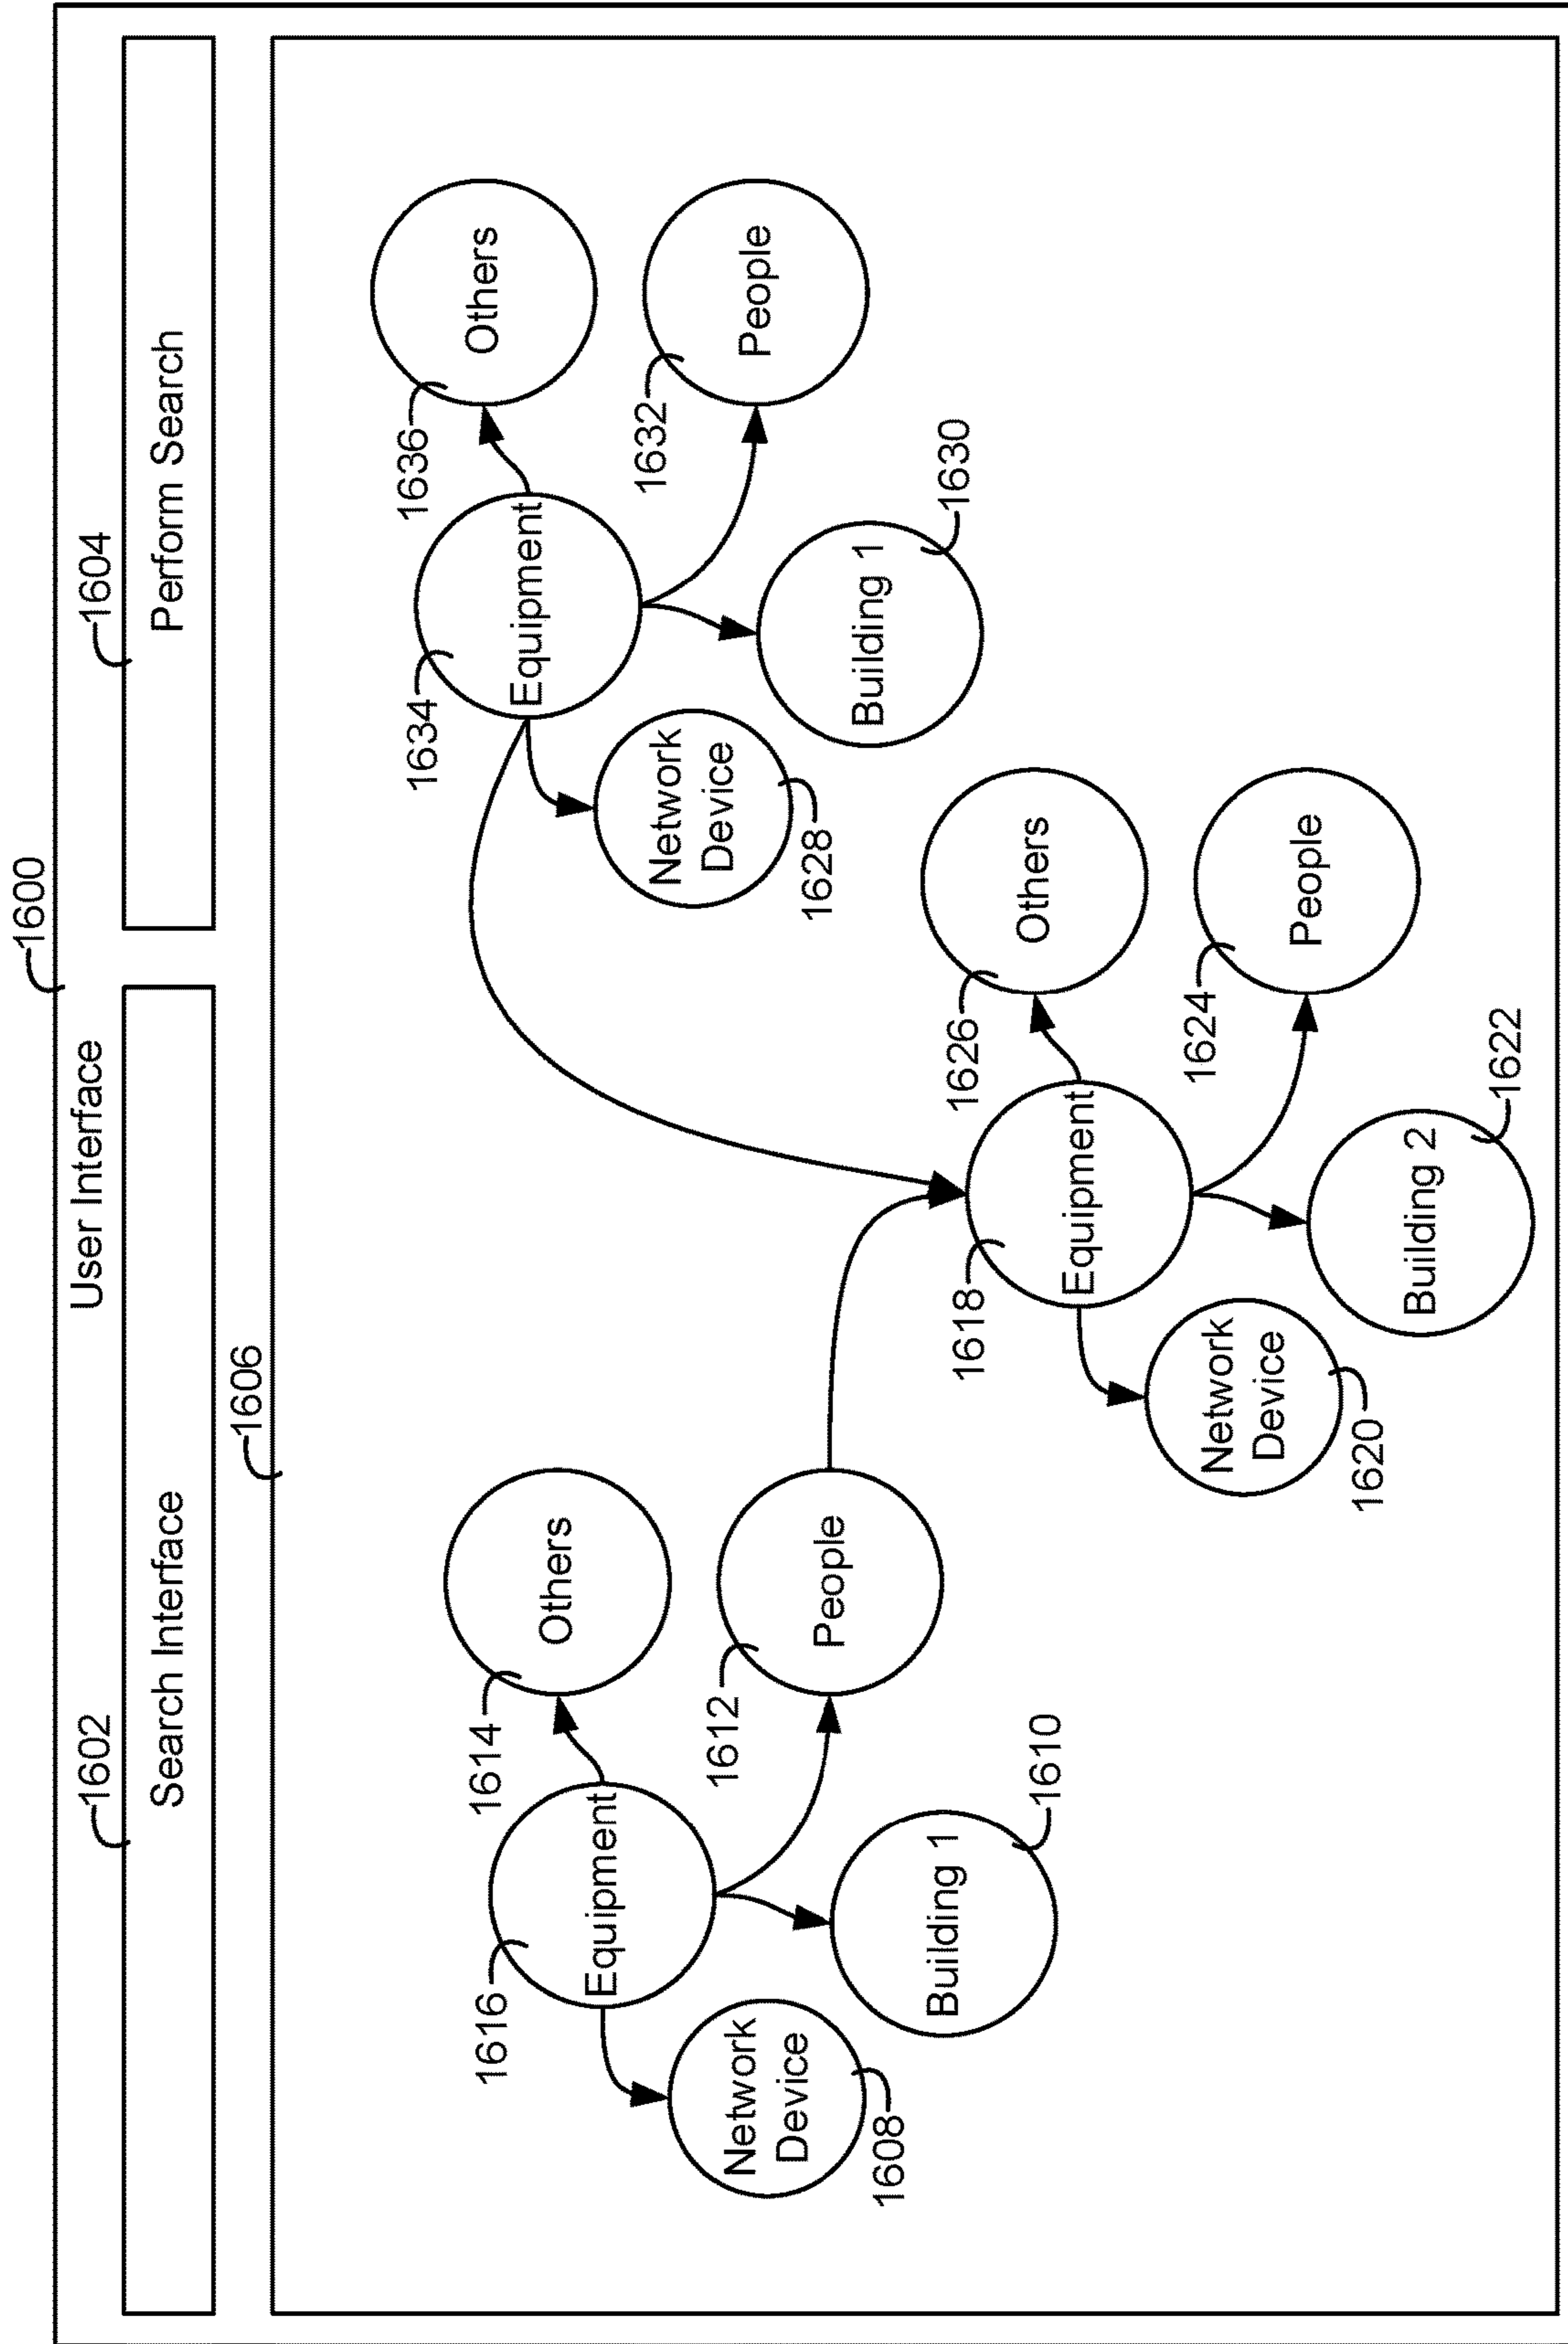 1600
User Interface
1602
Search Interface
1604
Perform Search
1606
1616
Equipment
1614
Others
1612
People
1608
Network
Device
1610
Building 1
1618
Equipment
1626
Others
1624
People
1620
Network
Device
1622
Building 2
1634
Equipment
1636
Others
1632
People
1628
Network
Device
1630
Building 1